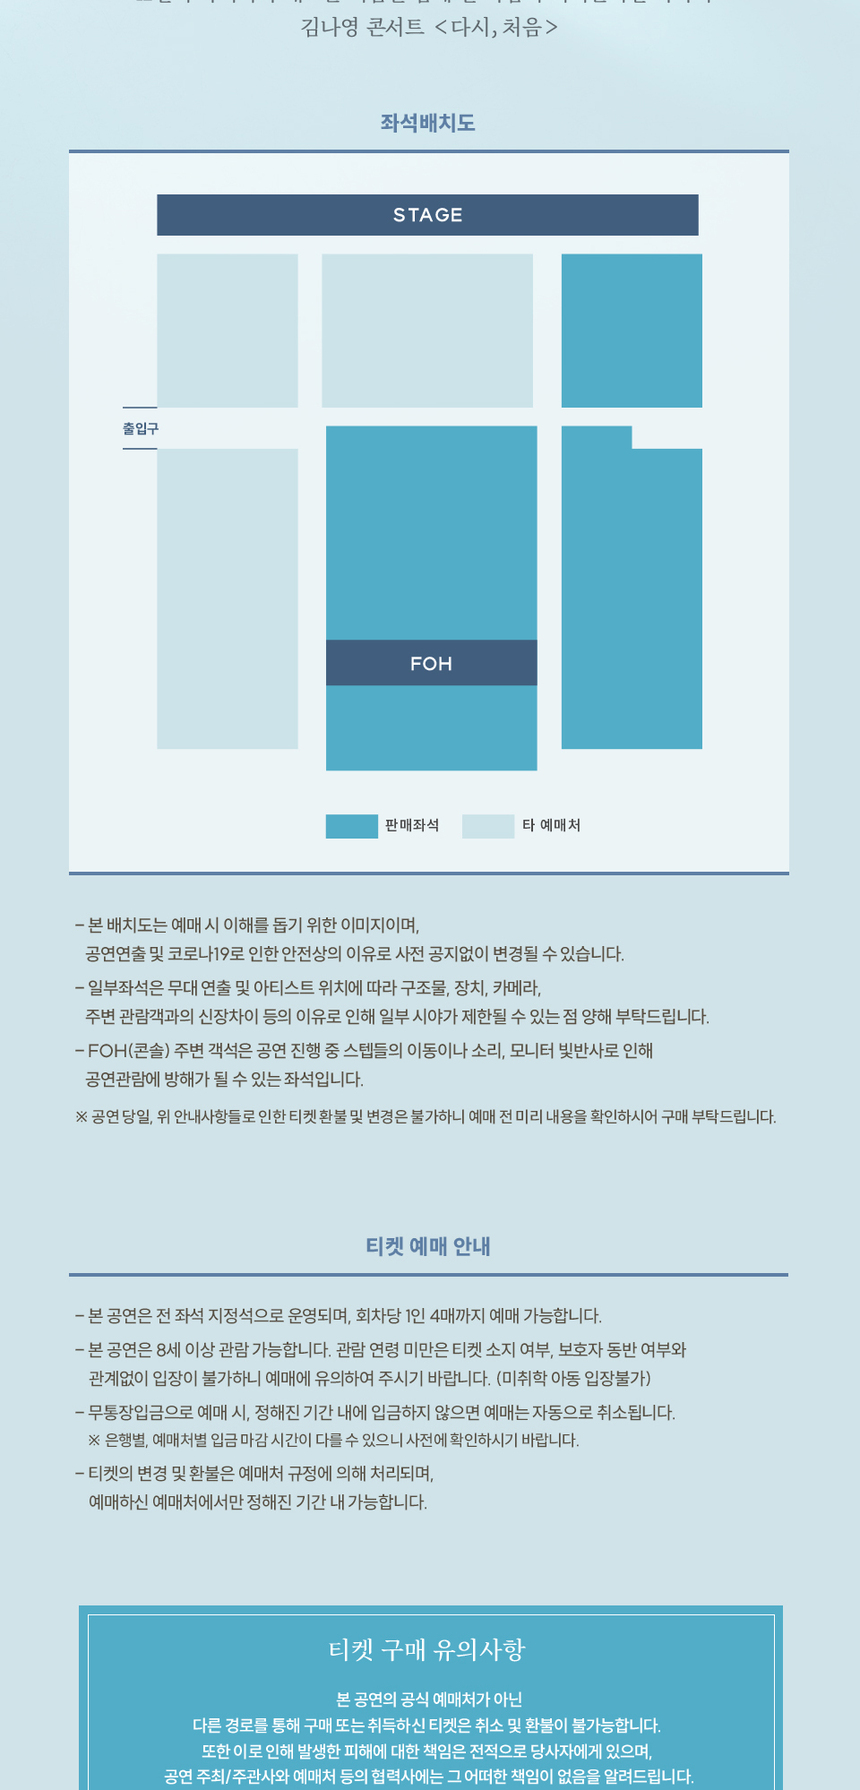 김나영 콘서트 <다시, 처음>
좌석배치도
STAGE
출입구
FOH
판매좌석 타 예매처
– 본 배치도는 예매 시 이해를 돕기 위한 이미지이며,
공연연출 및 코로나19로 인한 안전상의 이유로 사전 공지없이 변경될 수 있습니다.
– 일부좌석은 무대 연출 및 아티스트 위치에 따라 구조물, 장치, 카메라,
주변 관람객과의 신장차이 등의 이유로 인해 일부 시야가 제한될 수 있는 점 양해 부탁드립니다.
– FOH(콘솔) 주변 객석은 공연 진행 중 스텝들의 이동이나 소리, 모니터 빛반사로 인해
공연관람에 방해가 될 수 있는 좌석입니다.
※ 공연 당일, 위 안내사항들로 인한 티켓 환불 및 변경은 불가하니 예매 전 미리 내용을 확인하시어 구매 부탁드립니다.
티켓 예매 안내
– 본 공연은 전 좌석 지정석으로 운영되며, 회차당 1인 4매까지 예매 가능합니다.
– 본 공연은 8세 이상 관람 가능합니다. 관람 연령 미만은 티켓 소지 여부, 보호자 동반 여부와
관계없이 입장이 불가하니 예매에 유의하여 주시기 바랍니다. (미취학 아동 입장불가)
– 무통장입금으로 예매 시, 정해진 기간 내에 입금하지 않으면 예매는 자동으로 취소됩니다.
※ 은행별, 예매처별 입금 마감 시간이 다를 수 있으니 사전에 확인하시기 바랍니다.
– 티켓의 변경 및 환불은 예매처 규정에 의해 처리되며,
예매하신 예매처에서만 정해진 기간 내 가능합니다.
티켓 구매 유의사항
본 공연의 공식 예매처가 아닌
다른 경로를 통해 구매 또는 취득하신 티켓은 취소 및 환불이 불가능합니다.
또한 이로 인해 발생한 피해에 대한 책임은 전적으로 당사자에게 있으며,
공연 주최/주관사와 예매처 등의 협력사에는 그 어떠한 책임이 없음을 알려드립니다.